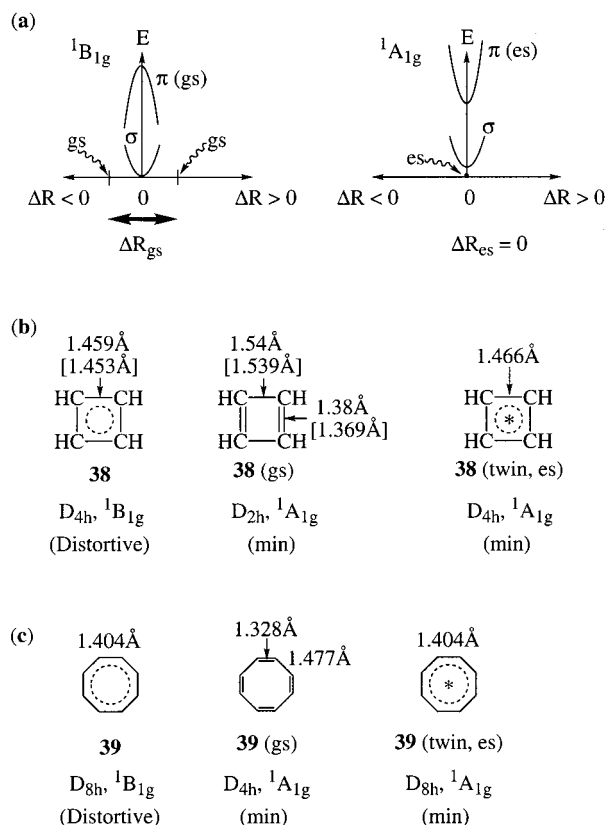 (a)
¹B₁g E π (gs) σ gs gs
ΔR < 0 0 ΔR > 0
ΔRgs
¹A₁g E π (es) σ es
ΔR < 0 0 ΔR > 0
ΔRes = 0
(b)
1.459Å
[1.453Å]
HC CH
HC CH
38
D₄h, ¹B₁g
(Distortive)
1.54Å
[1.539Å]
HC CH
1.38Å
[1.369Å]
HC CH
38 (gs)
D₂h, ¹A₁g
(min)
1.466Å
HC CH
*
HC CH
38 (twin, es)
D₄h, ¹A₁g
(min)
(c)
1.404Å
39
D₈h, ¹B₁g
(Distortive)
1.328Å
1.477Å
39 (gs)
D₄h, ¹A₁g
(min)
1.404Å
*
39 (twin, es)
D₈h, ¹A₁g
(min)